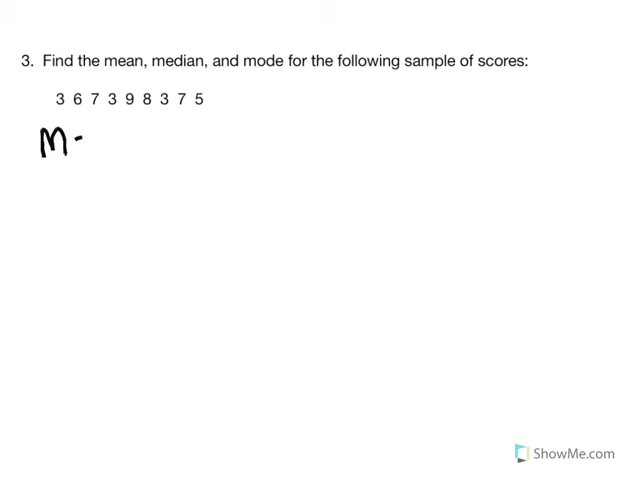 3. Find the mean, median, and mode for the following sample of scores:
3 6 7 3 9 8 3 7 5
M -
ShowMe.com